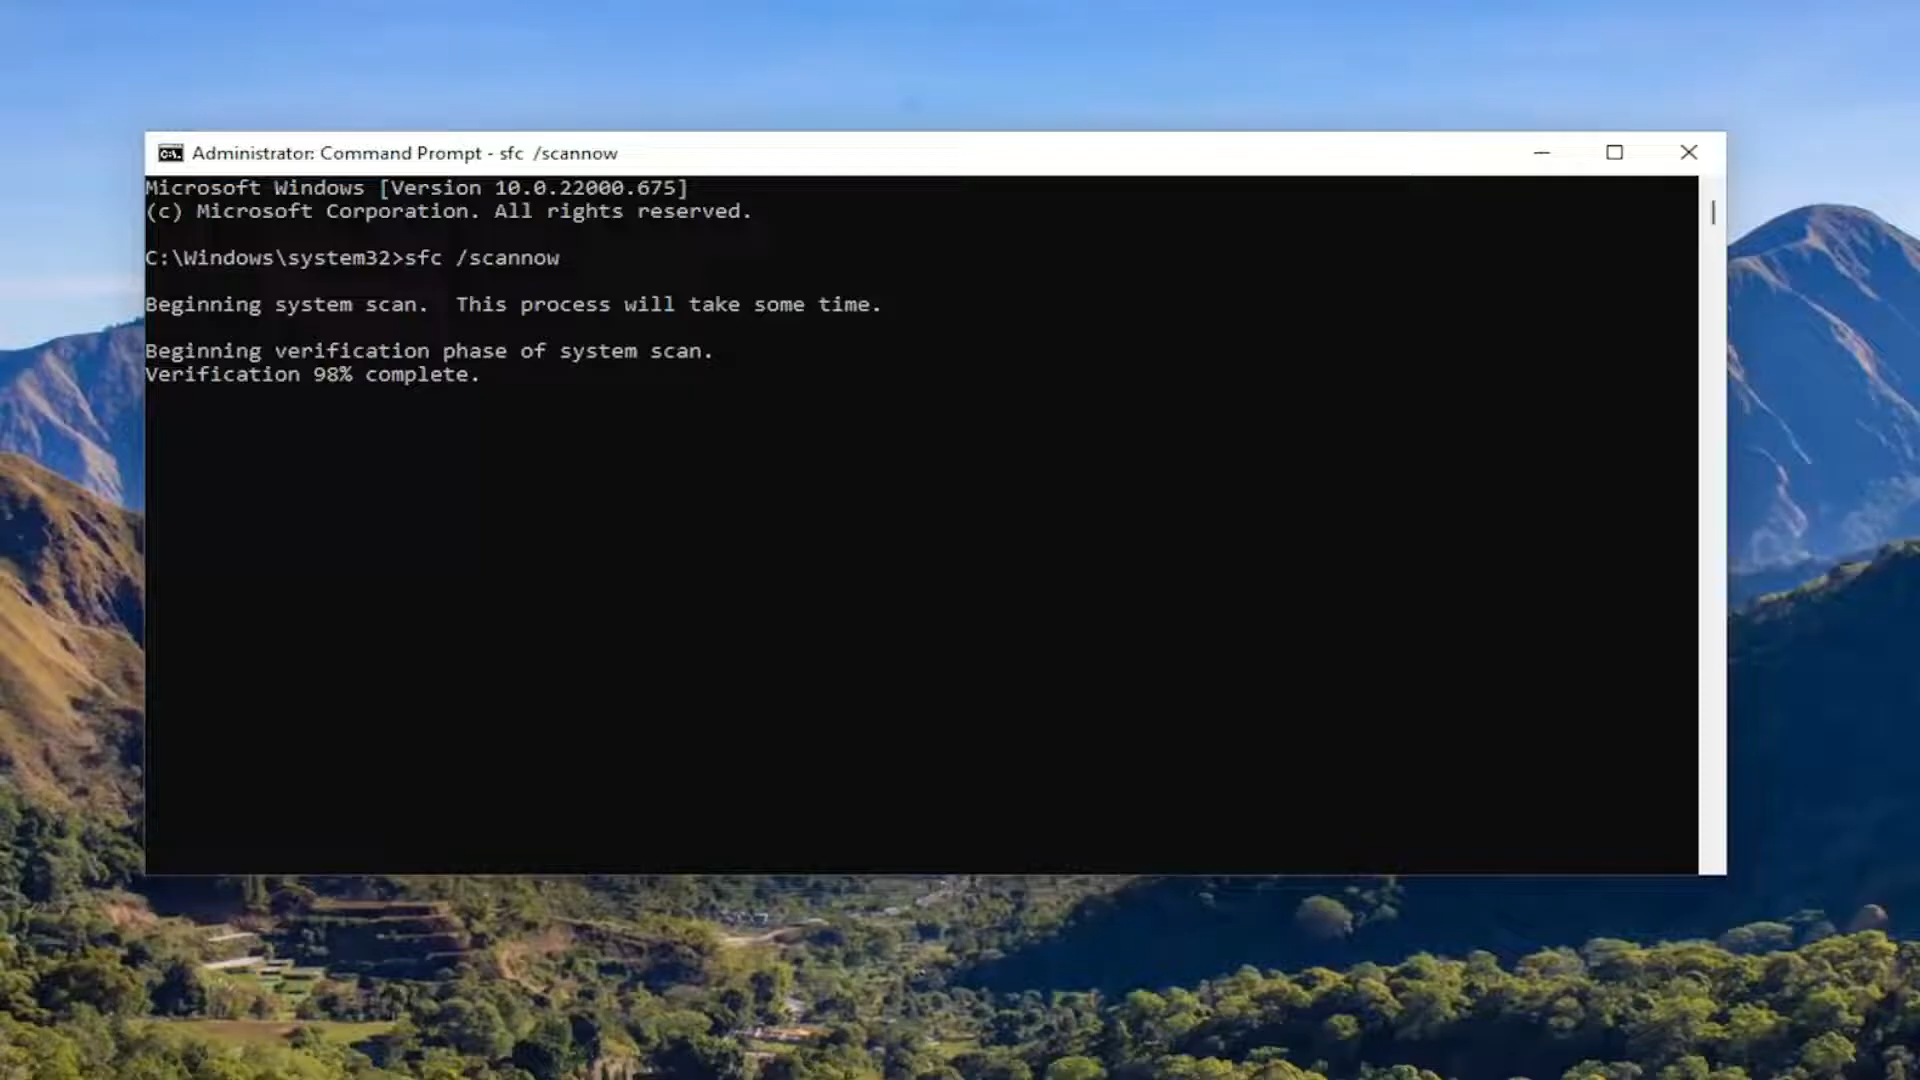 Administrator: Command Prompt - sfc  /scannow
Microsoft Windows [Version 10.0.22000.675]
(c) Microsoft Corporation. All rights reserved.
C:\Windows\system32>sfc /scannow
Beginning system scan.  This process will take some time.
Beginning verification phase of system scan.
Verification 98% complete.